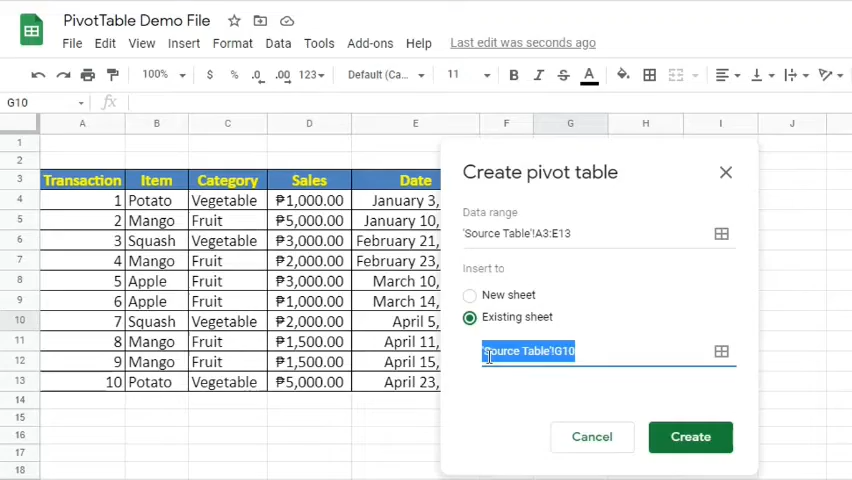 PivotTable Demo File
File Edit View Insert Format Data Tools Add-ons Help Last edit was seconds ago
100% $ % .0 .00 123 Default (Ca... 11 B I S A
G10 fx
A B C D E F G H I J
1
2
3 Transaction Item Category Sales Date
4 1 Potato Vegetable ₱1,000.00 January 3,
5 2 Mango Fruit ₱5,000.00 January 10,
6 3 Squash Vegetable ₱3,000.00 February 21,
7 4 Mango Fruit ₱2,000.00 February 23,
8 5 Apple Fruit ₱3,000.00 March 10,
9 6 Apple Fruit ₱1,000.00 March 14,
10 7 Squash Vegetable ₱2,000.00 April 5,
11 8 Mango Fruit ₱1,500.00 April 11,
12 9 Mango Fruit ₱1,500.00 April 15,
13 10 Potato Vegetable ₱5,000.00 April 23,
14
15
16
17
18
Create pivot table
Data range
'Source Table'!A3:E13
Insert to
New sheet
Existing sheet
'Source Table'!G10
Cancel Create